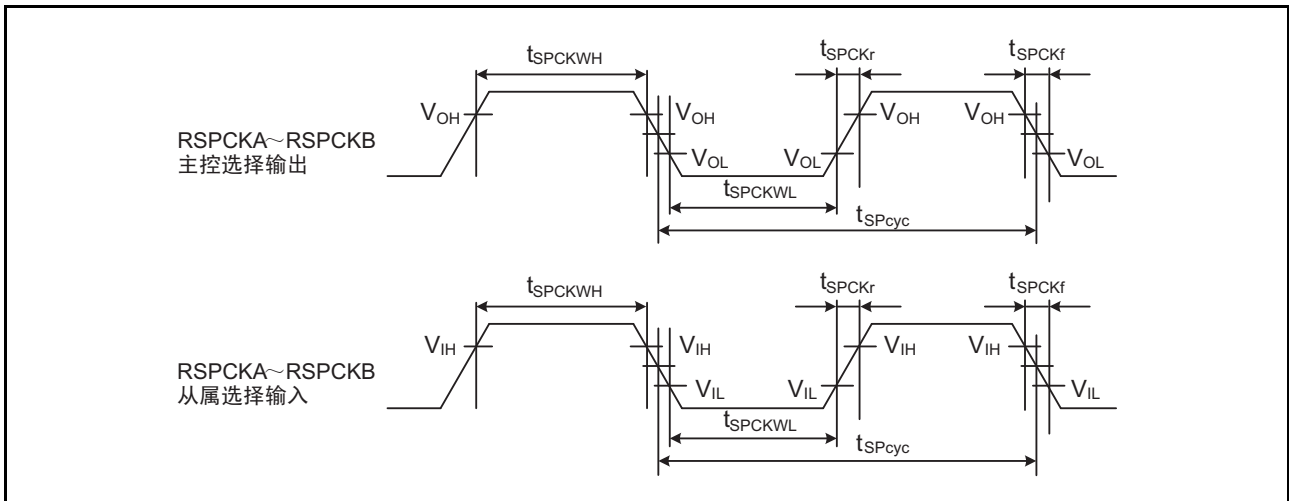 tSPCKWH tSPCKr tSPCKf
VOH VOH VOH VOH
RSPCKA～RSPCKB
主控选择输出
VOL VOL VOL
tSPCKWL
tSPcyc
tSPCKWH tSPCKr tSPCKf
VIH VIH VIH VIH
RSPCKA～RSPCKB
从属选择输入
VIL VIL VIL
tSPCKWL
tSPcyc